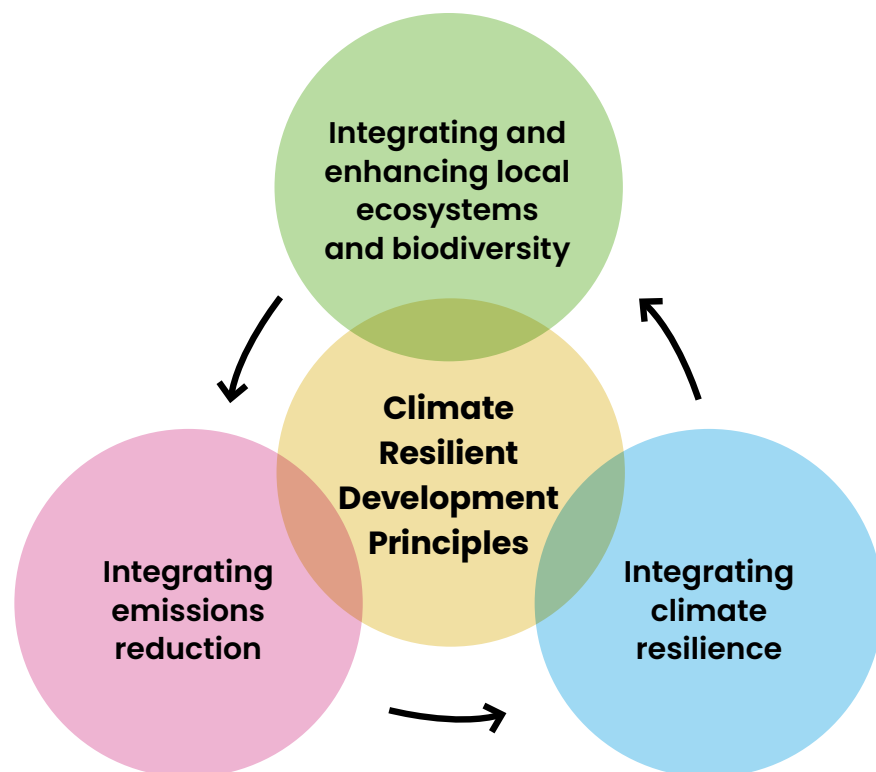 Integrating and
enhancing local
ecosystems
and biodiversity
Climate
Resilient
Development
Principles
Integrating
emissions
reduction
Integrating
climate
resilience